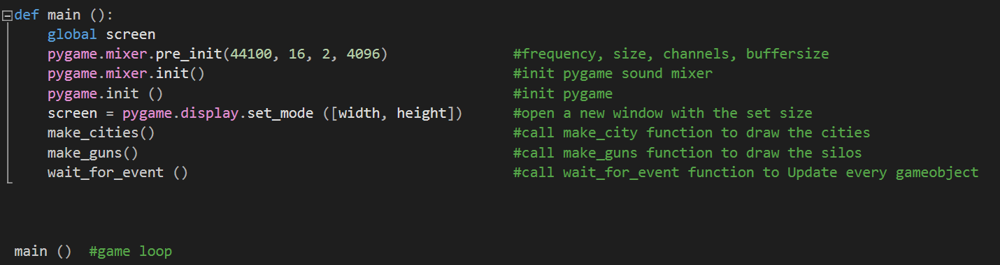 def main ():
global screen
pygame.mixer.pre_init(44100, 16, 2, 4096) #frequency, size, channels, buffersize
pygame.mixer.init() #init pygame sound mixer
pygame.init () #init pygame
screen = pygame.display.set_mode ([width, height]) #open a new window with the set size
make_cities() #call make_city function to draw the cities
make_guns() #call make_guns function to draw the silos
wait_for_event () #call wait_for_event function to Update every gameobject
main () #game loop